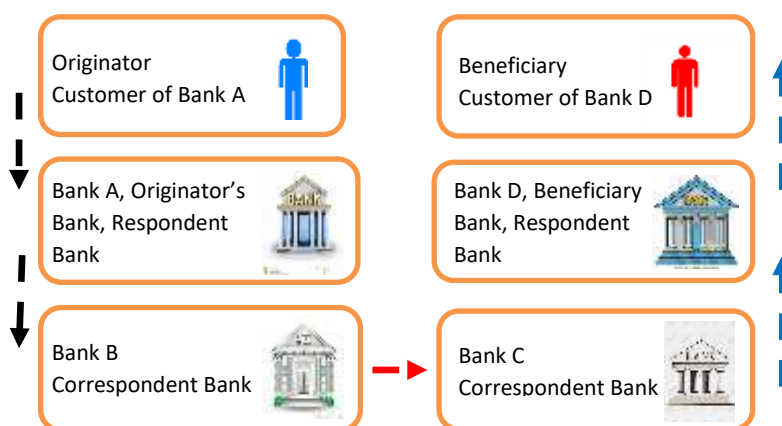 Originator
Customer of Bank A
Beneficiary
Customer of Bank D
Bank A, Originator’s
Bank, Respondent
Bank
BANK
Bank D, Beneficiary
Bank, Respondent
Bank
Bank B
Correspondent Bank
Bank C
Correspondent Bank